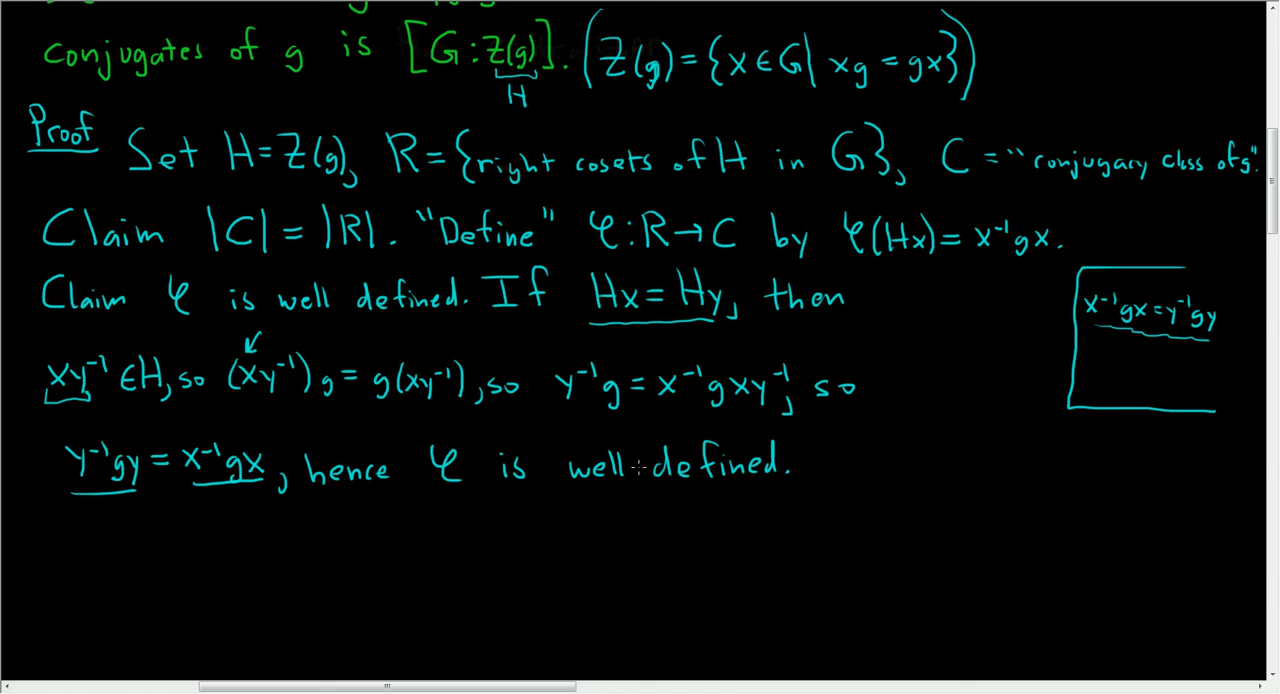 conjugates of g is [G : Z(g)]. (Z(g) = {x ∈ G | xg = gx})
H
Proof Set H = Z(g), R = {right cosets of H in G}, C = "conjugacy class of g".
Claim |C| = |R|. "Define" φ : R → C by φ(Hx) = x⁻¹gx.
Claim φ is well defined. If Hx = Hy, then
x⁻¹gx = y⁻¹gy
xy⁻¹ ∈ H, so (xy⁻¹)g = g(xy⁻¹), so y⁻¹g = x⁻¹gxy⁻¹, so
y⁻¹gy = x⁻¹gx, hence φ is well-defined.